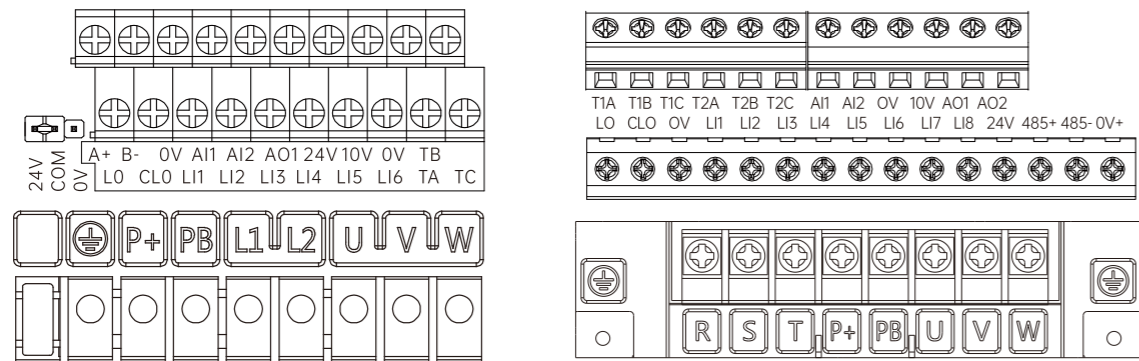 24V
COM
0V
A+ B- 0V AI1 AI2 AO1 24V 10V 0V TB
LO CLO LI1 LI2 LI3 LI4 LI5 LI6 TA TC
P+ PB L1 L2 U V W
T1A T1B T1C T2A T2B T2C AI1 AI2 0V 10V AO1 AO2
LO CLO 0V LI1 LI2 LI3 LI4 LI5 LI6 LI7 LI8 24V 485+ 485- 0V+
R S T P+ PB U V W